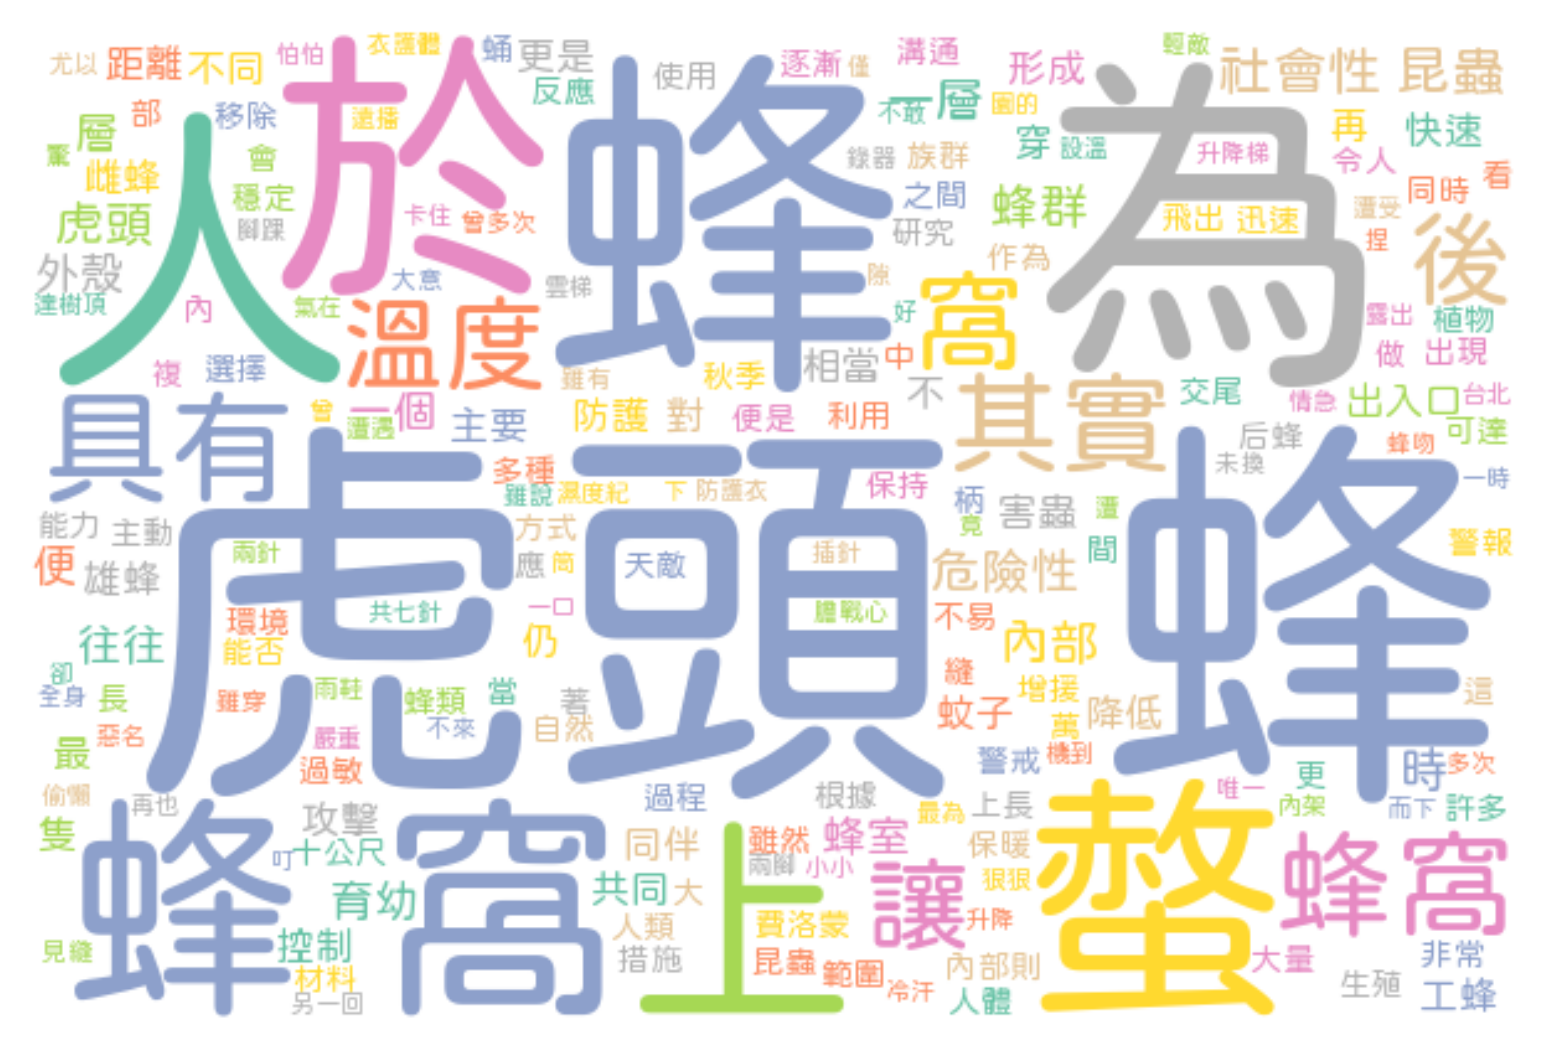 尤以 距離 不同 怕怕 衣護體 蛹 更是 使用 逐漸 僅 溝通 形成 輕敵 社會性 昆蟲
部 移除 遠播 反應 不敢 一層 園的 再 快速
層 於 蜂 為 穿 設溫 升降梯 令人 看
蜂 雌蜂 會 穩定 人 錄器 族群 之間 蜂群 同時
虎頭 腳踝 卡住 曾多次 研究 飛出 迅速 遭受 捏 後
外殼 大意 雲梯 隙 作為
達樹頂 內 氣在 溫度 好 窩 露出 植物
複 選擇 雖有 秋季 相當 中 不 做 出現
具有 曾 一個 遭遇 主要 防護 對 便是 利用 其實 交尾 情急 出入口 台北
多種 保持 后蜂 未換 蜂吻 可達 一時
雖說 濕度紀 下 防護衣 柄 害蟲 遭
能力 主動 虎頭蜂 方式 竟 間 警報
便 雄蜂 兩針 應 筒 天敵 插針 危險性
環境 共七針 一口 膽戰心 不易
往往 能否 仍 內部
卻 全身 長 雖穿 雨鞋 蜂類 當 著 縫 增援 這
惡名 嚴重 不來 自然 蚊子 萬 降低
最 過敏 警戒 機到 時 多次
偷懶 再也 過程 根據 最為 上長 唯一 更 內架 而下 許多
隻 攻擊 同伴 雖然 蜂室 保暖
蜂窩 叮 十公尺 兩腳 小小 螫 蜂窩
育幼 共同 大 上 讓 狠狠
人類 費洛蒙 升降
見縫 控制 措施 昆蟲 範圍 內部則 大量 非常
材料 另一回 冷汗 人體 生殖 工蜂